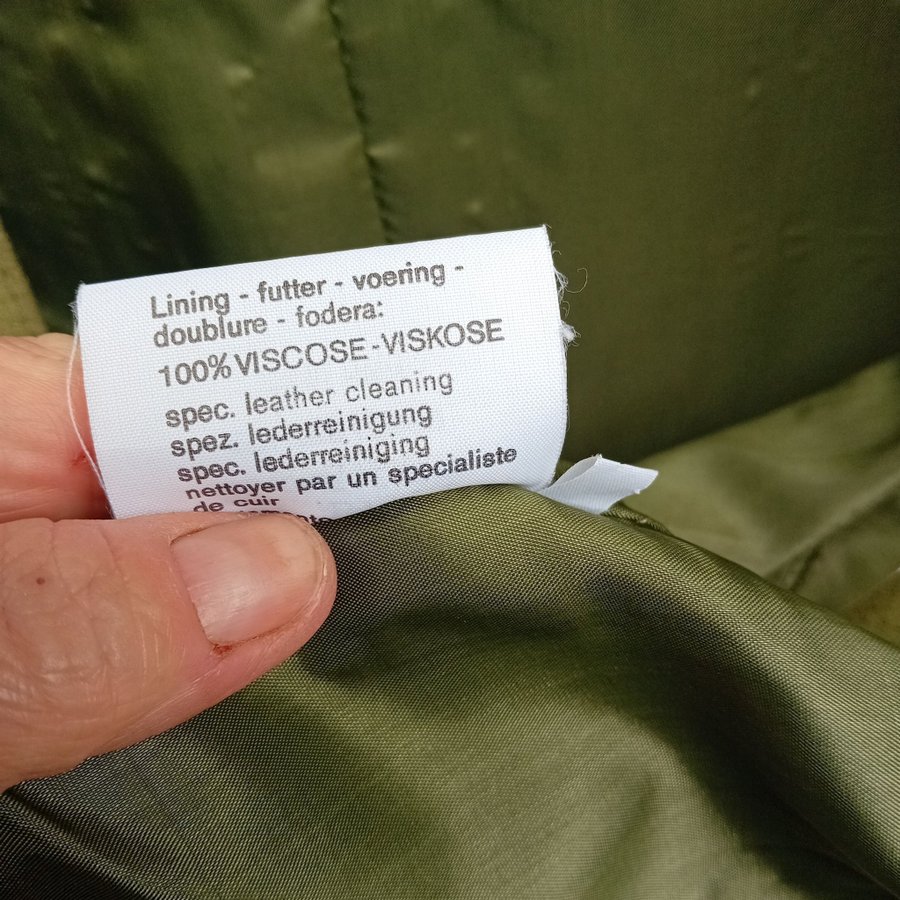 Lining - futter - voering -
doublure - fodera:
100% VISCOSE-VISKOSE
spec. leather cleaning
spez. lederreinigung
spec. lederreiniging
nettoyer par un specialiste
de cuir